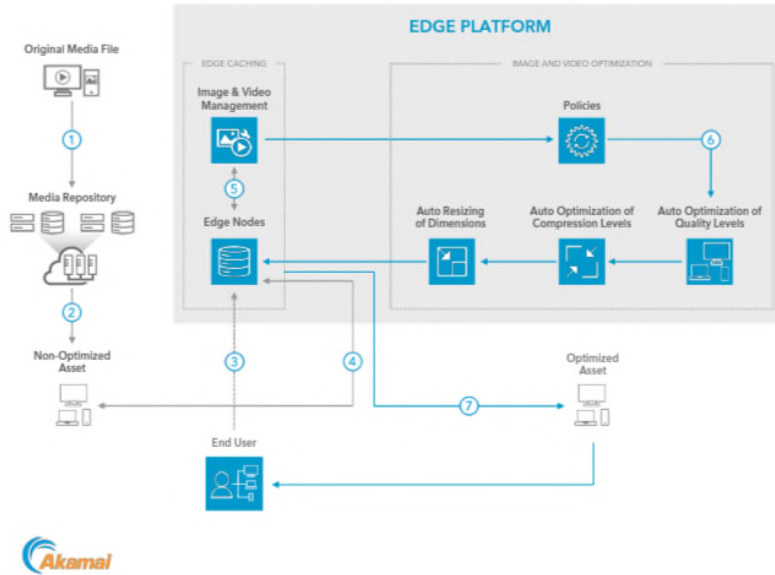 EDGE PLATFORM
Original Media File
EDGE CACHING
IMAGE AND VIDEO OPTIMIZATION
Image & Video
Management
Policies
1
6
5
Media Repository
Edge Nodes
Auto Resizing
of Dimensions
Auto Optimization of
Compression Levels
Auto Optimization of
Quality Levels
2
Non-Optimized
Asset
3
4
Optimized
Asset
7
End User
Akamai